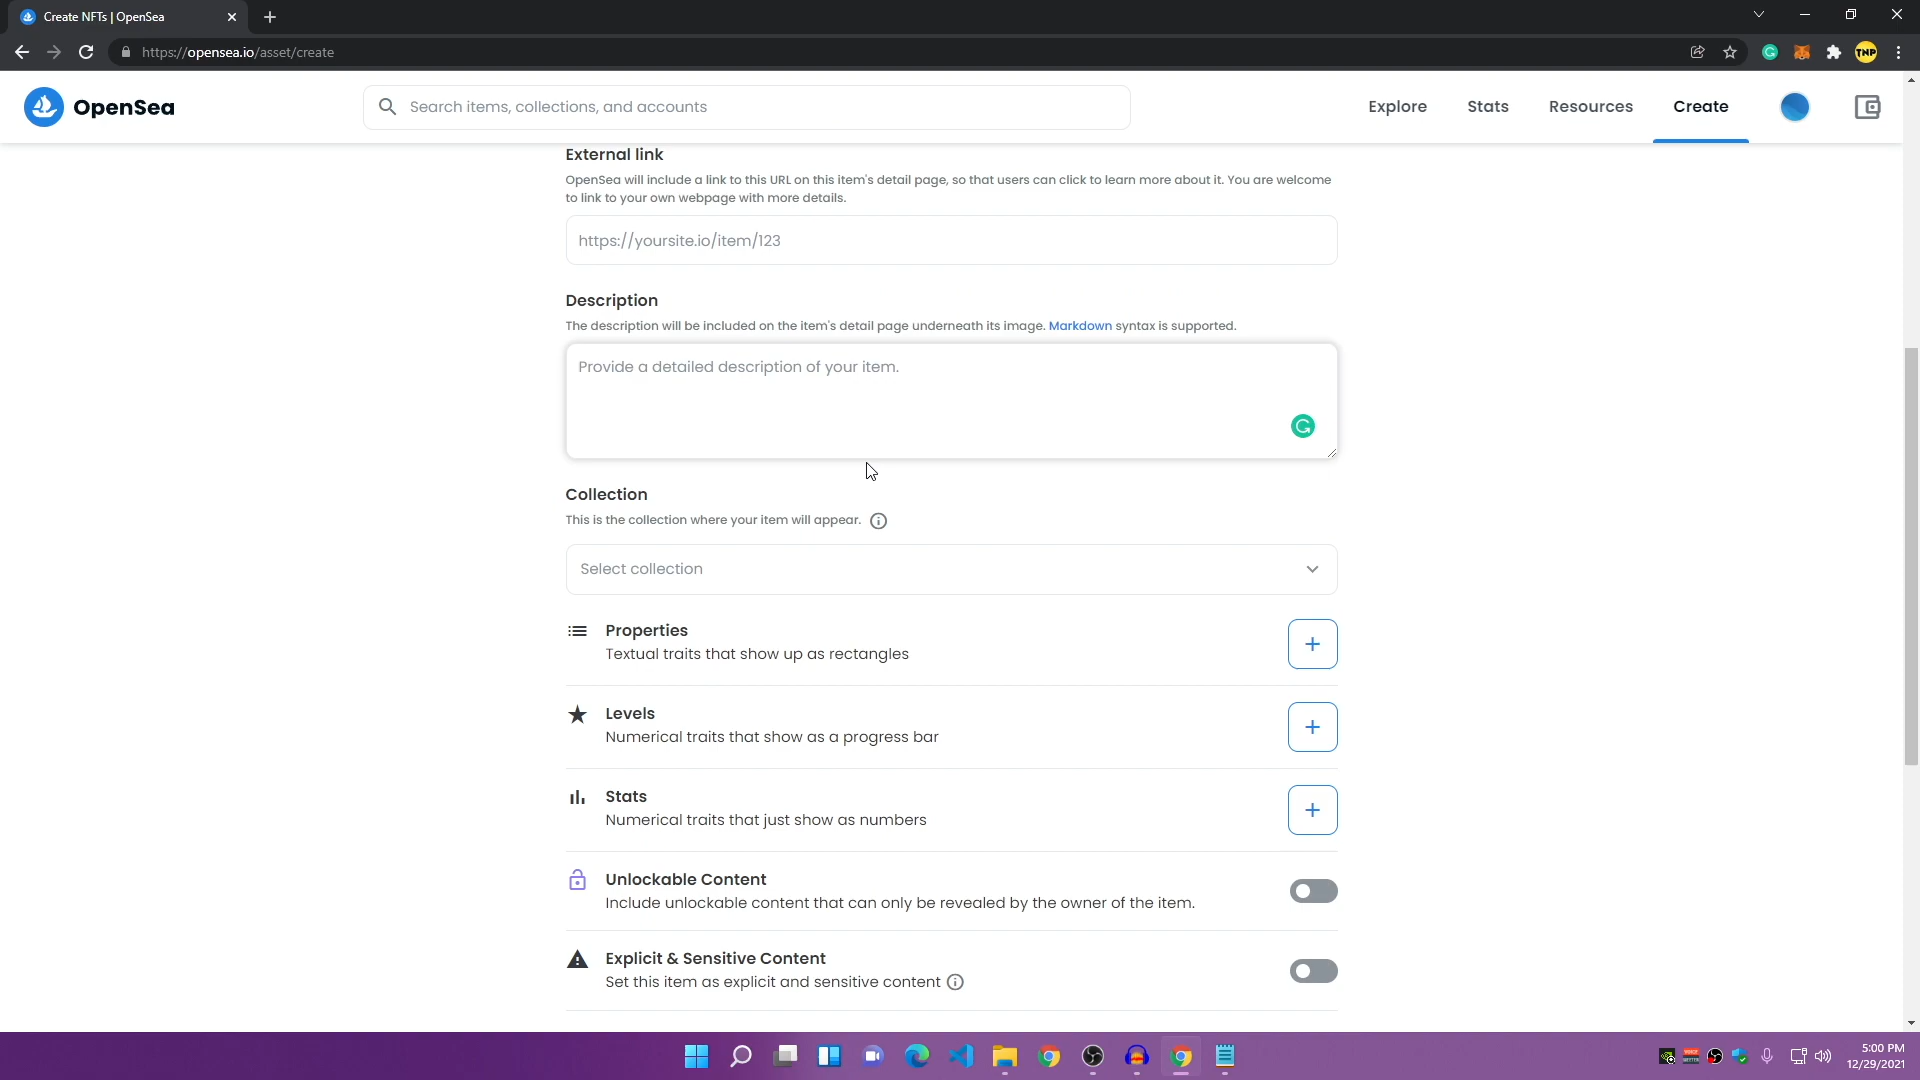 Create NFTs | OpenSea
https://opensea.io/asset/create
TNP
OpenSea
Search items, collections, and accounts
Explore
Stats
Resources
Create
External link
OpenSea will include a link to this URL on this item's detail page, so that users can click to learn more about it. You are welcome
to link to your own webpage with more details.
https://yoursite.io/item/123
Description
The description will be included on the item's detail page underneath its image. Markdown syntax is supported.
Provide a detailed description of your item.
Collection
This is the collection where your item will appear.
Select collection
Properties
Textual traits that show up as rectangles
Levels
Numerical traits that show as a progress bar
Stats
Numerical traits that just show as numbers
Unlockable Content
Include unlockable content that can only be revealed by the owner of the item.
Explicit & Sensitive Content
Set this item as explicit and sensitive content
5:00 PM
12/29/2021